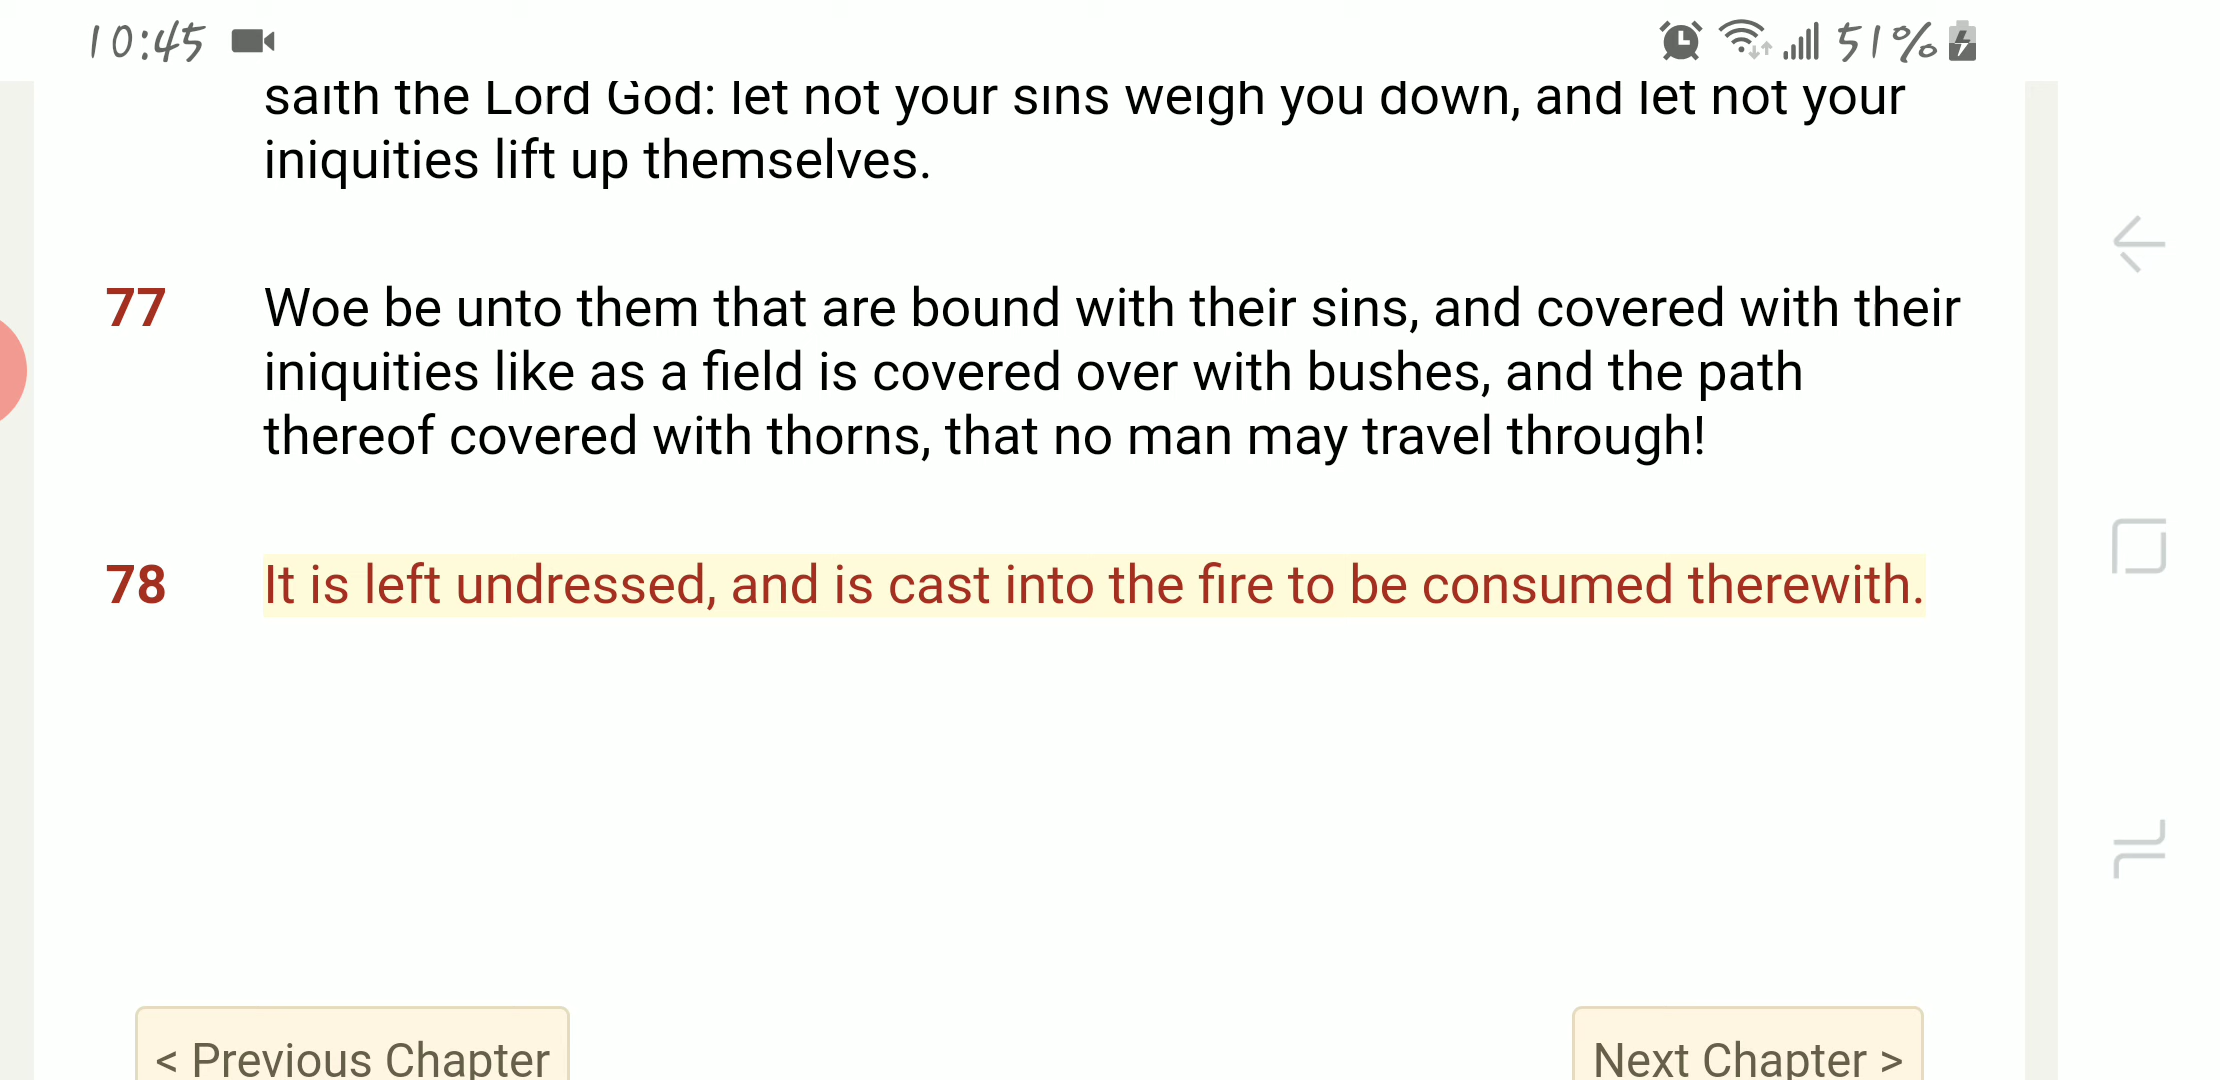 10:45 51%
saith the Lord God: let not your sins weigh you down, and let not your
iniquities lift up themselves.
77 Woe be unto them that are bound with their sins, and covered with their
iniquities like as a field is covered over with bushes, and the path
thereof covered with thorns, that no man may travel through!
78 It is left undressed, and is cast into the fire to be consumed therewith.
< Previous Chapter Next Chapter >